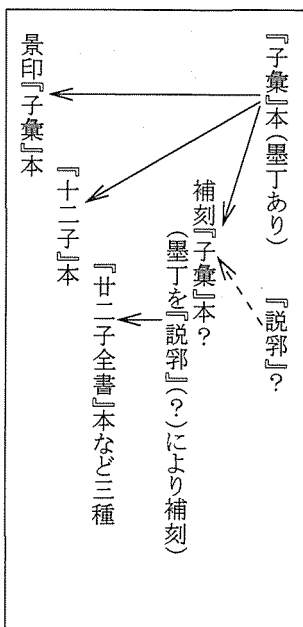 『子彙』本（墨丁あり）
『説郛』？
補刻『子彙』本？
（墨丁を『説郛』（？）により補刻）
『廿二子全書』本など三種
『十二子』本
景印『子彙』本